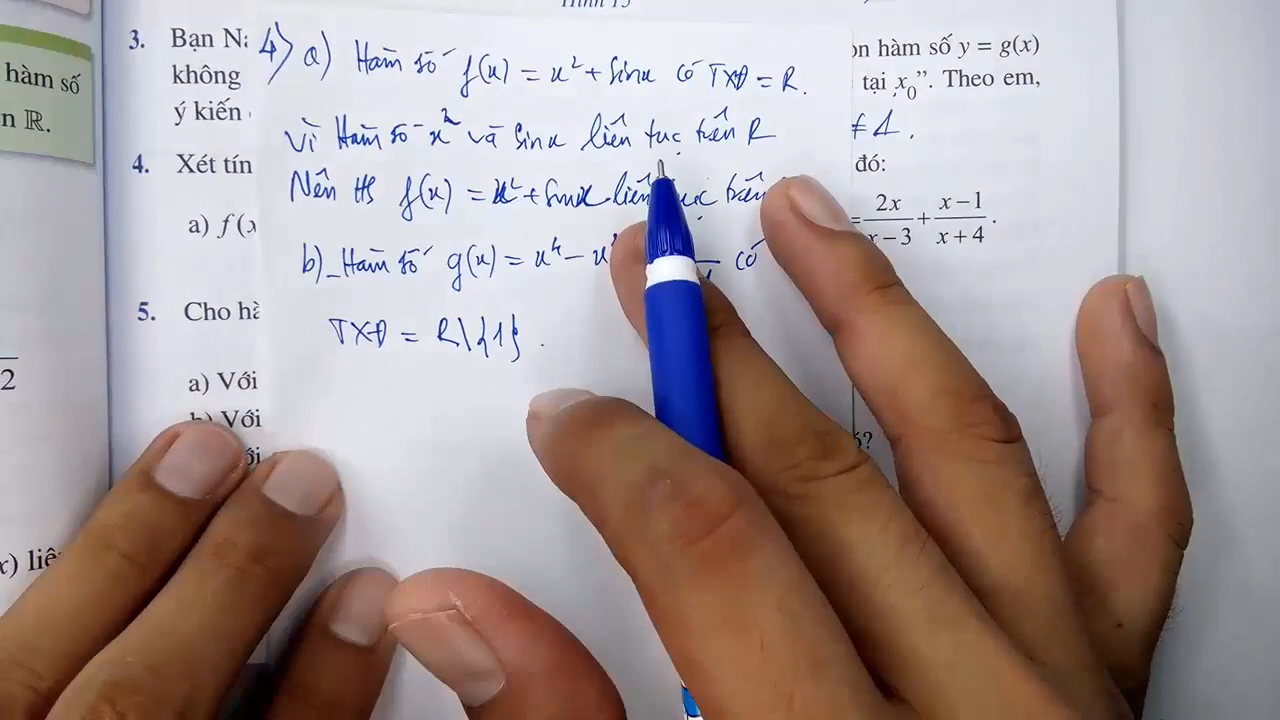 Hình 13
3. Bạn
không
ý kiến
4. Xét tín
a) f(x
5. Cho hà
a) Với
b) Với
hàm số
n ℝ.
2
x) liê
4) a) Hàm số f(x) = x² + sinx có TXĐ = R.
Vì Hàm số x² và sinx liên tục trên R
Nên HS f(x) = x² + sinx liên tục trên
b) Hàm số g(x) = x⁴ − x² có
TXĐ = R\{1}.
hàm số y = g(x)
tại x₀”. Theo em,
≠ 1.
đó:
= 2x/(x−3) + (x−1)/(x+4).